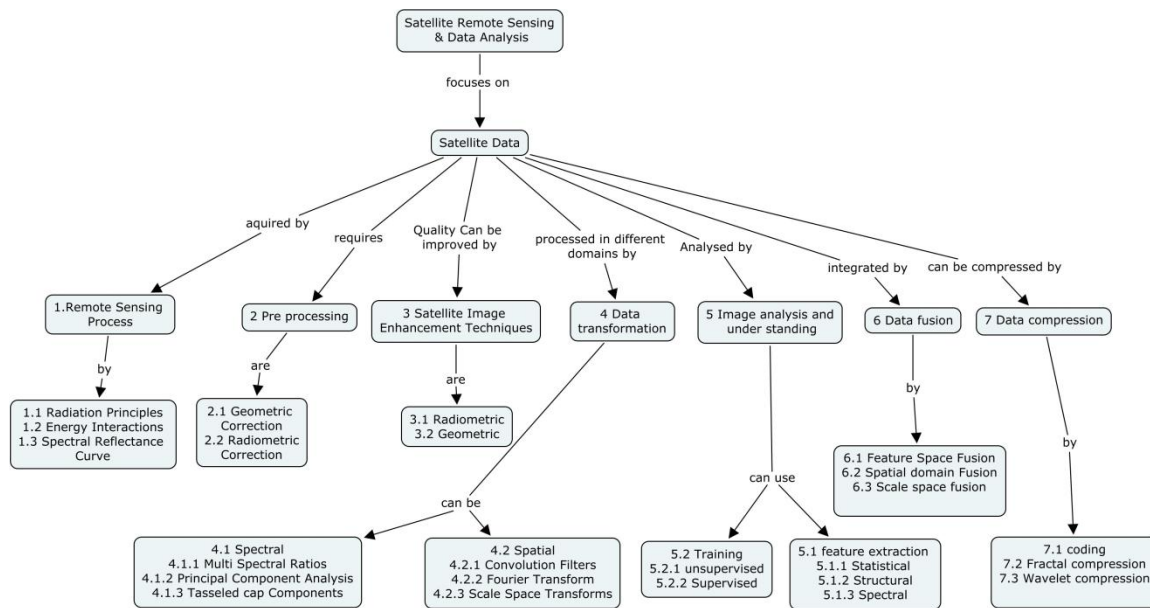 Satellite Remote Sensing
& Data Analysis
focuses on
Satellite Data
aquired by
requires
Quality Can be
improved by
processed in different
domains by
Analysed by
integrated by
can be compressed by
1.Remote Sensing
Process
2 Pre processing
3 Satellite Image
Enhancement Techniques
4 Data
transformation
5 Image analysis and
under standing
6 Data fusion
7 Data compression
by
are
are
by
by
1.1 Radiation Principles
1.2 Energy Interactions
1.3 Spectral Reflectance
Curve
2.1 Geometric
Correction
2.2 Radiometric
Correction
3.1 Radiometric
3.2 Geometric
6.1 Feature Space Fusion
6.2 Spatial domain Fusion
6.3 Scale space fusion
can be
can use
4.1 Spectral
4.1.1 Multi Spectral Ratios
4.1.2 Principal Component Analysis
4.1.3 Tasseled cap Components
4.2 Spatial
4.2.1 Convolution Filters
4.2.2 Fourier Transform
4.2.3 Scale Space Transforms
5.2 Training
5.2.1 unsupervised
5.2.2 Supervised
5.1 feature extraction
5.1.1 Statistical
5.1.2 Structural
5.1.3 Spectral
7.1 coding
7.2 Fractal compression
7.3 Wavelet compression